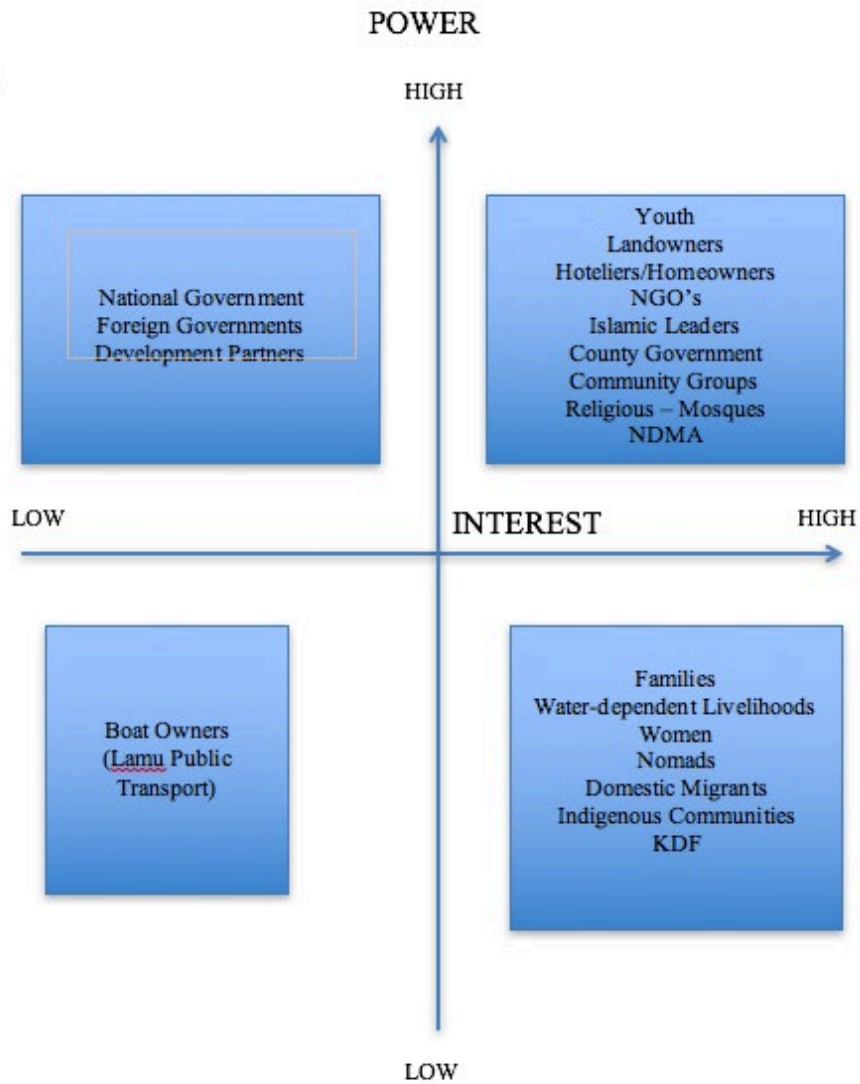 POWER
HIGH
National Government
Foreign Governments
Development Partners
Youth
Landowners
Hoteliers/Homeowners
NGO's
Islamic Leaders
County Government
Community Groups
Religious – Mosques
NDMA
LOW
INTEREST
HIGH
Boat Owners
(Lamu Public
Transport)
Families
Water-dependent Livelihoods
Women
Nomads
Domestic Migrants
Indigenous Communities
KDF
LOW